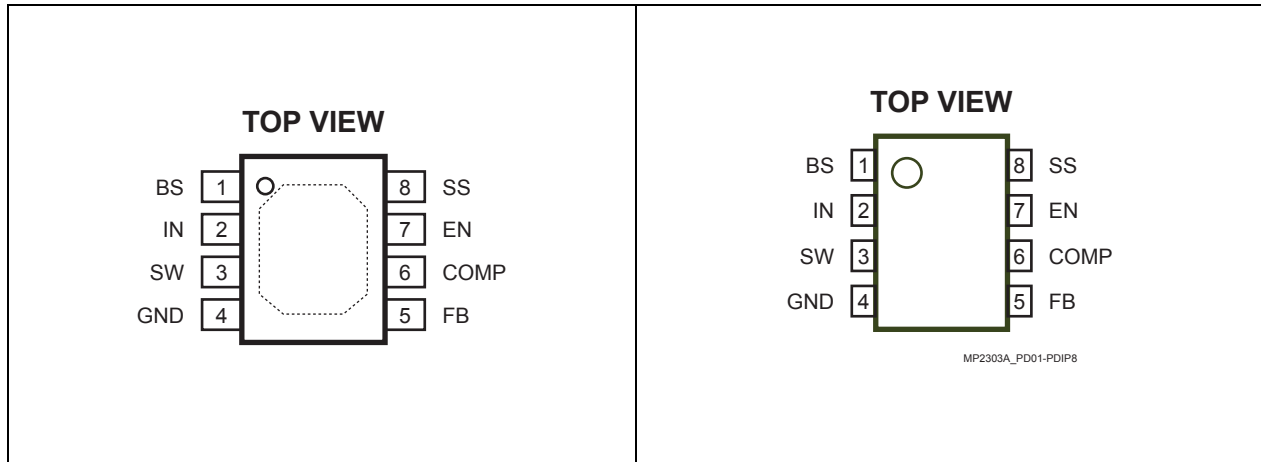 TOP VIEW
BS 1 8 SS
IN 2 7 EN
SW 3 6 COMP
GND 4 5 FB
TOP VIEW
BS 1 8 SS
IN 2 7 EN
SW 3 6 COMP
GND 4 5 FB
MP2303A_PD01-PDIP8